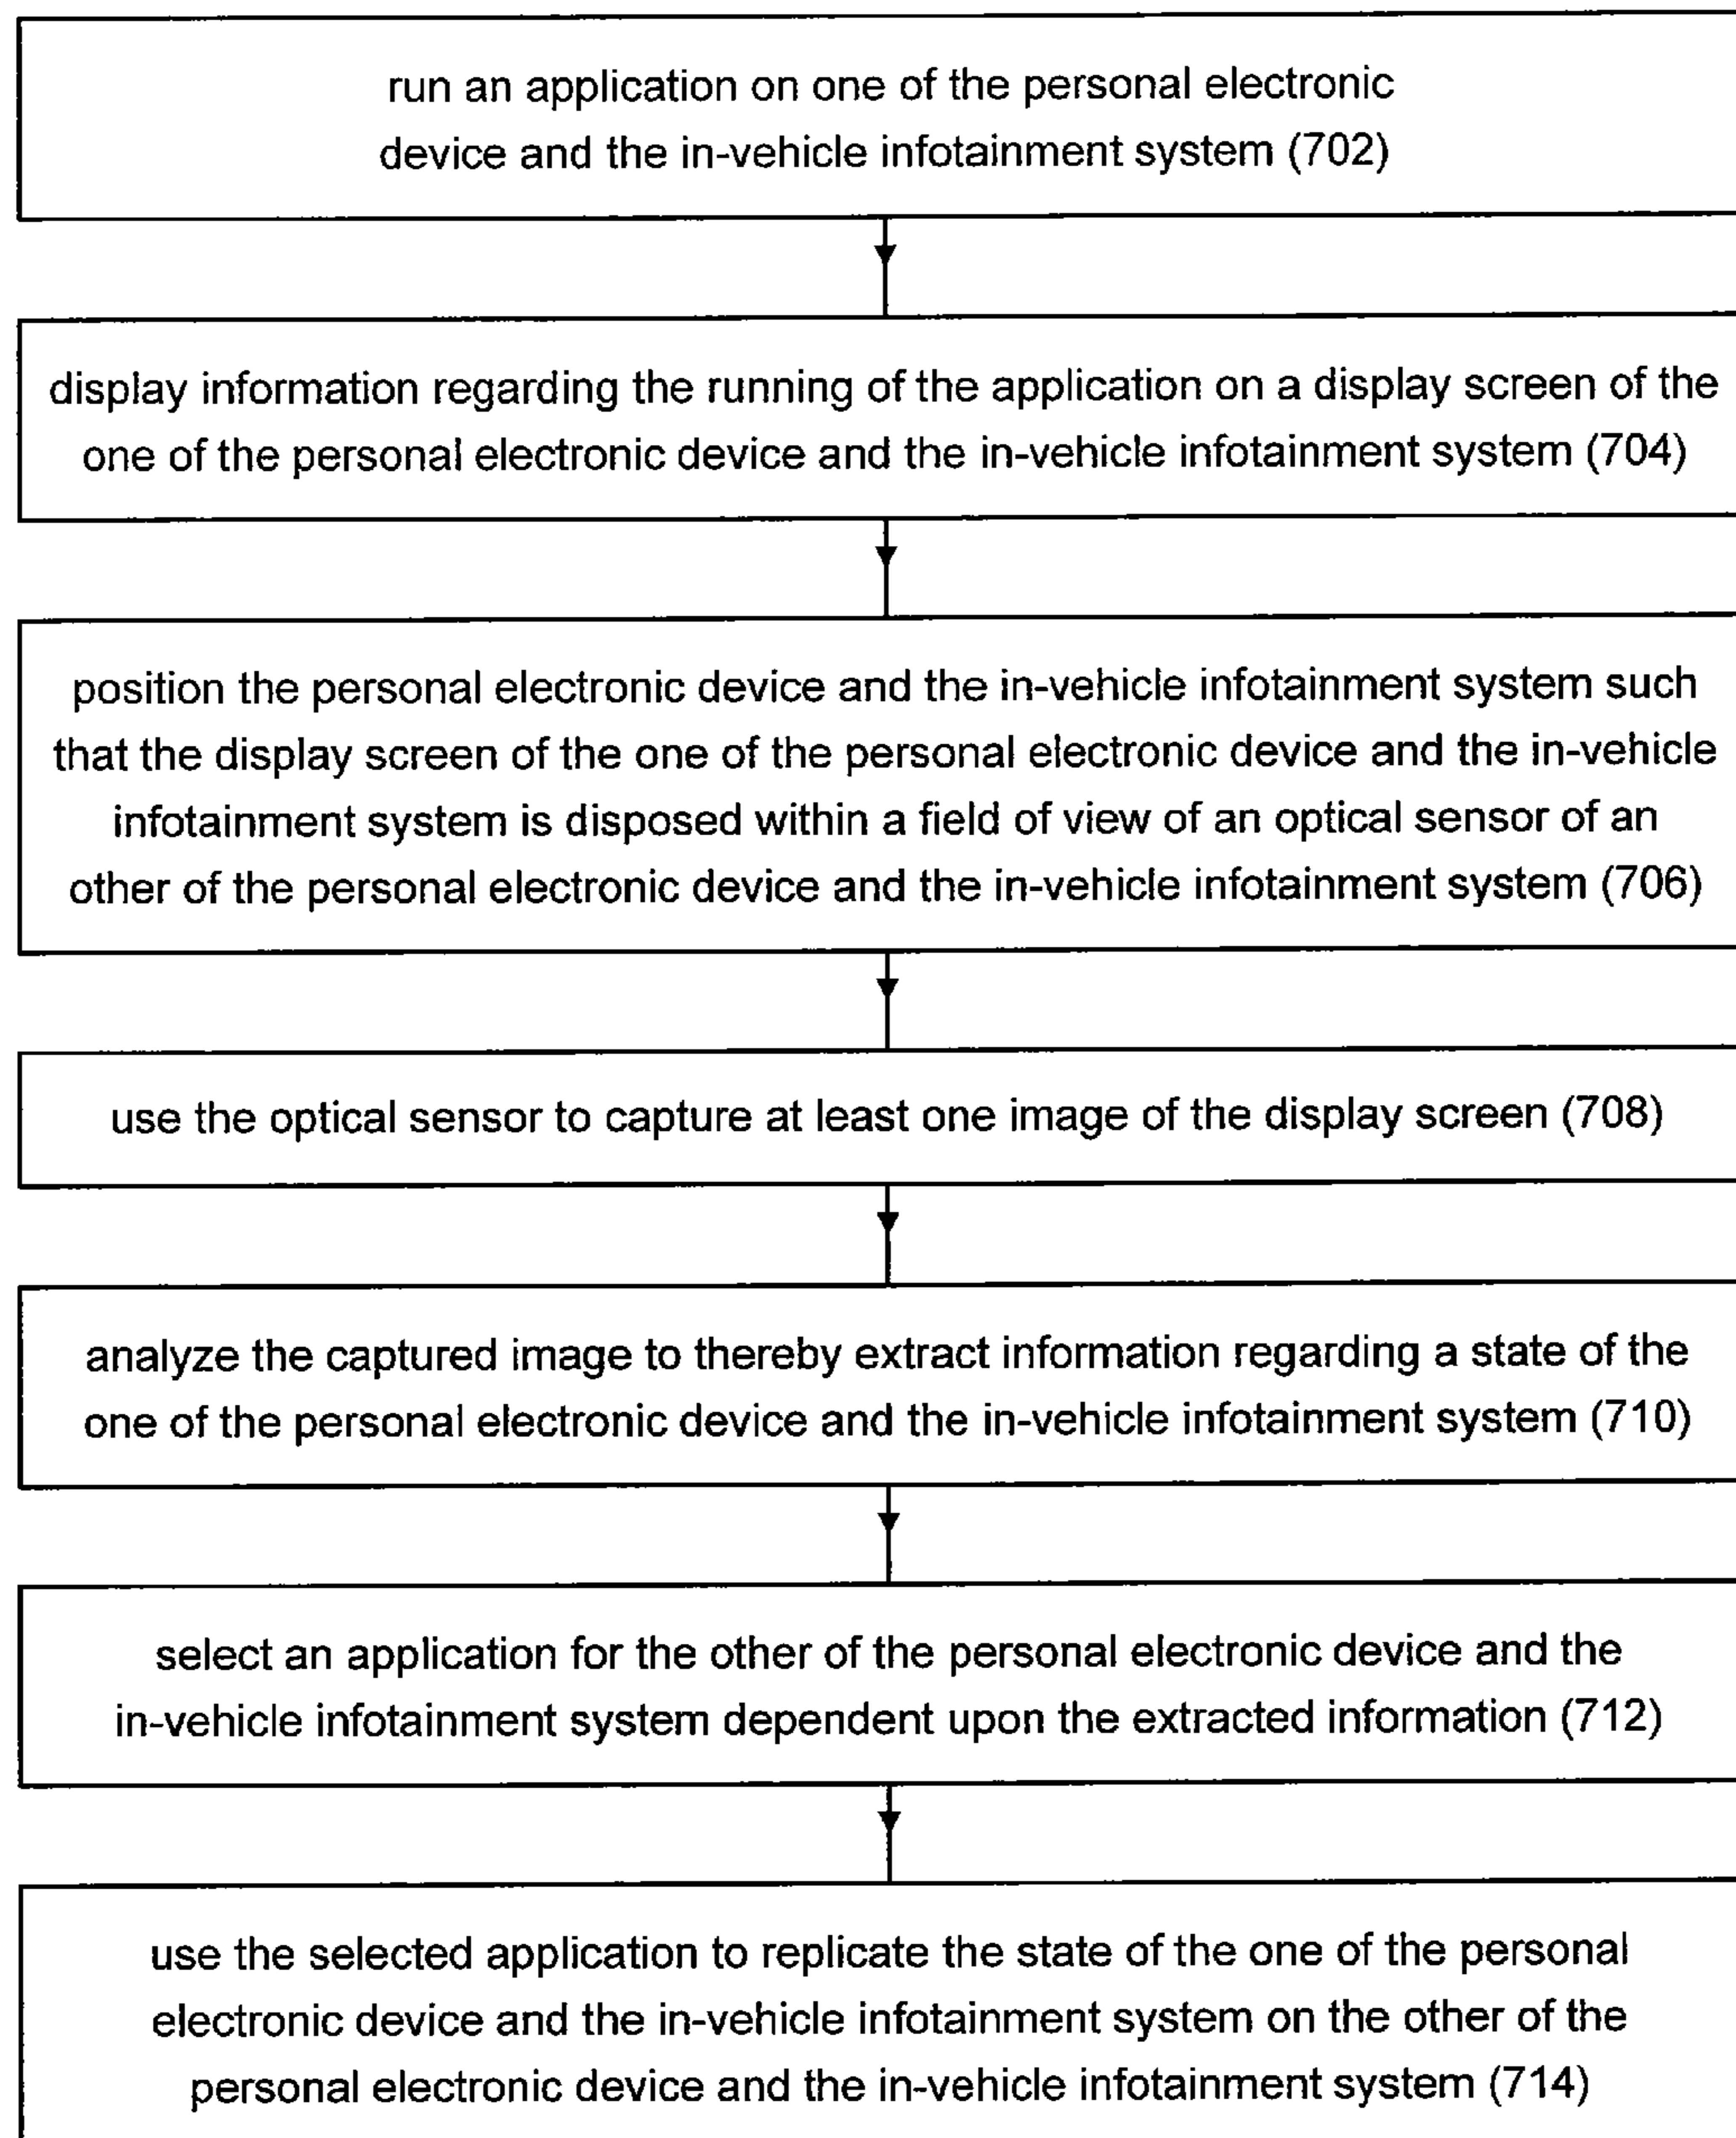 run an application on one of the personal electronic
device and the in-vehicle infotainment system (702)
display information regarding the running of the application on a display screen of the
one of the personal electronic device and the in-vehicle infotainment system (704)
position the personal electronic device and the in-vehicle infotainment system such
that the display screen of the one of the personal electronic device and the in-vehicle
infotainment system is disposed within a field of view of an optical sensor of an
other of the personal electronic device and the in-vehicle infotainment system (706)
use the optical sensor to capture at least one image of the display screen (708)
analyze the captured image to thereby extract information regarding a state of the
one of the personal electronic device and the in-vehicle infotainment system (710)
select an application for the other of the personal electronic device and the
in-vehicle infotainment system dependent upon the extracted information (712)
use the selected application to replicate the state of the one of the personal
electronic device and the in-vehicle infotainment system on the other of the
personal electronic device and the in-vehicle infotainment system (714)